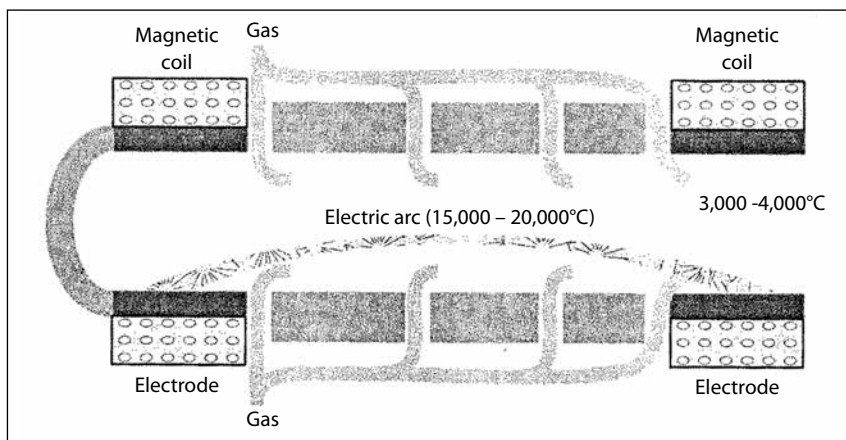 Magnetic
coil
Gas
Magnetic
coil
3,000 -4,000°C
Electric arc (15,000 – 20,000°C)
Electrode
Gas
Electrode